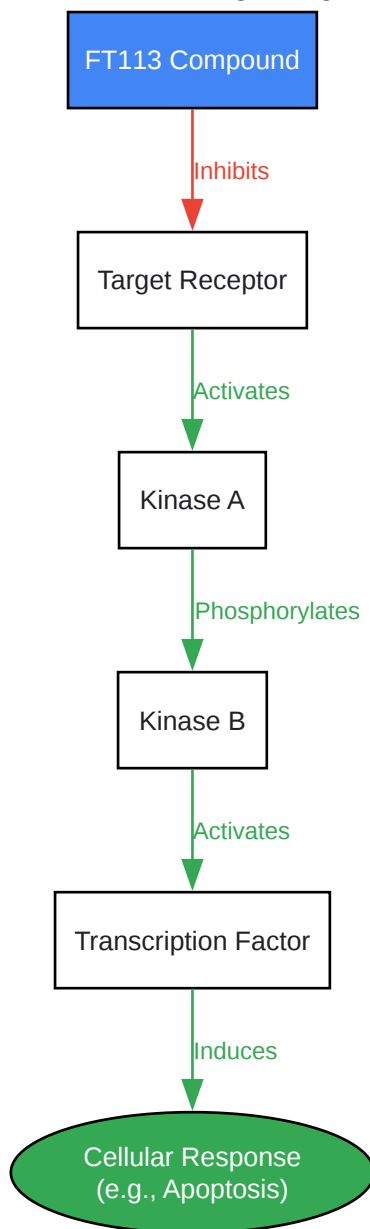 FT113 Compound
Inhibits
Target Receptor
Activates
Kinase A
Phosphorylates
Kinase B
Activates
Transcription Factor
Induces
Cellular Response
(e.g., Apoptosis)